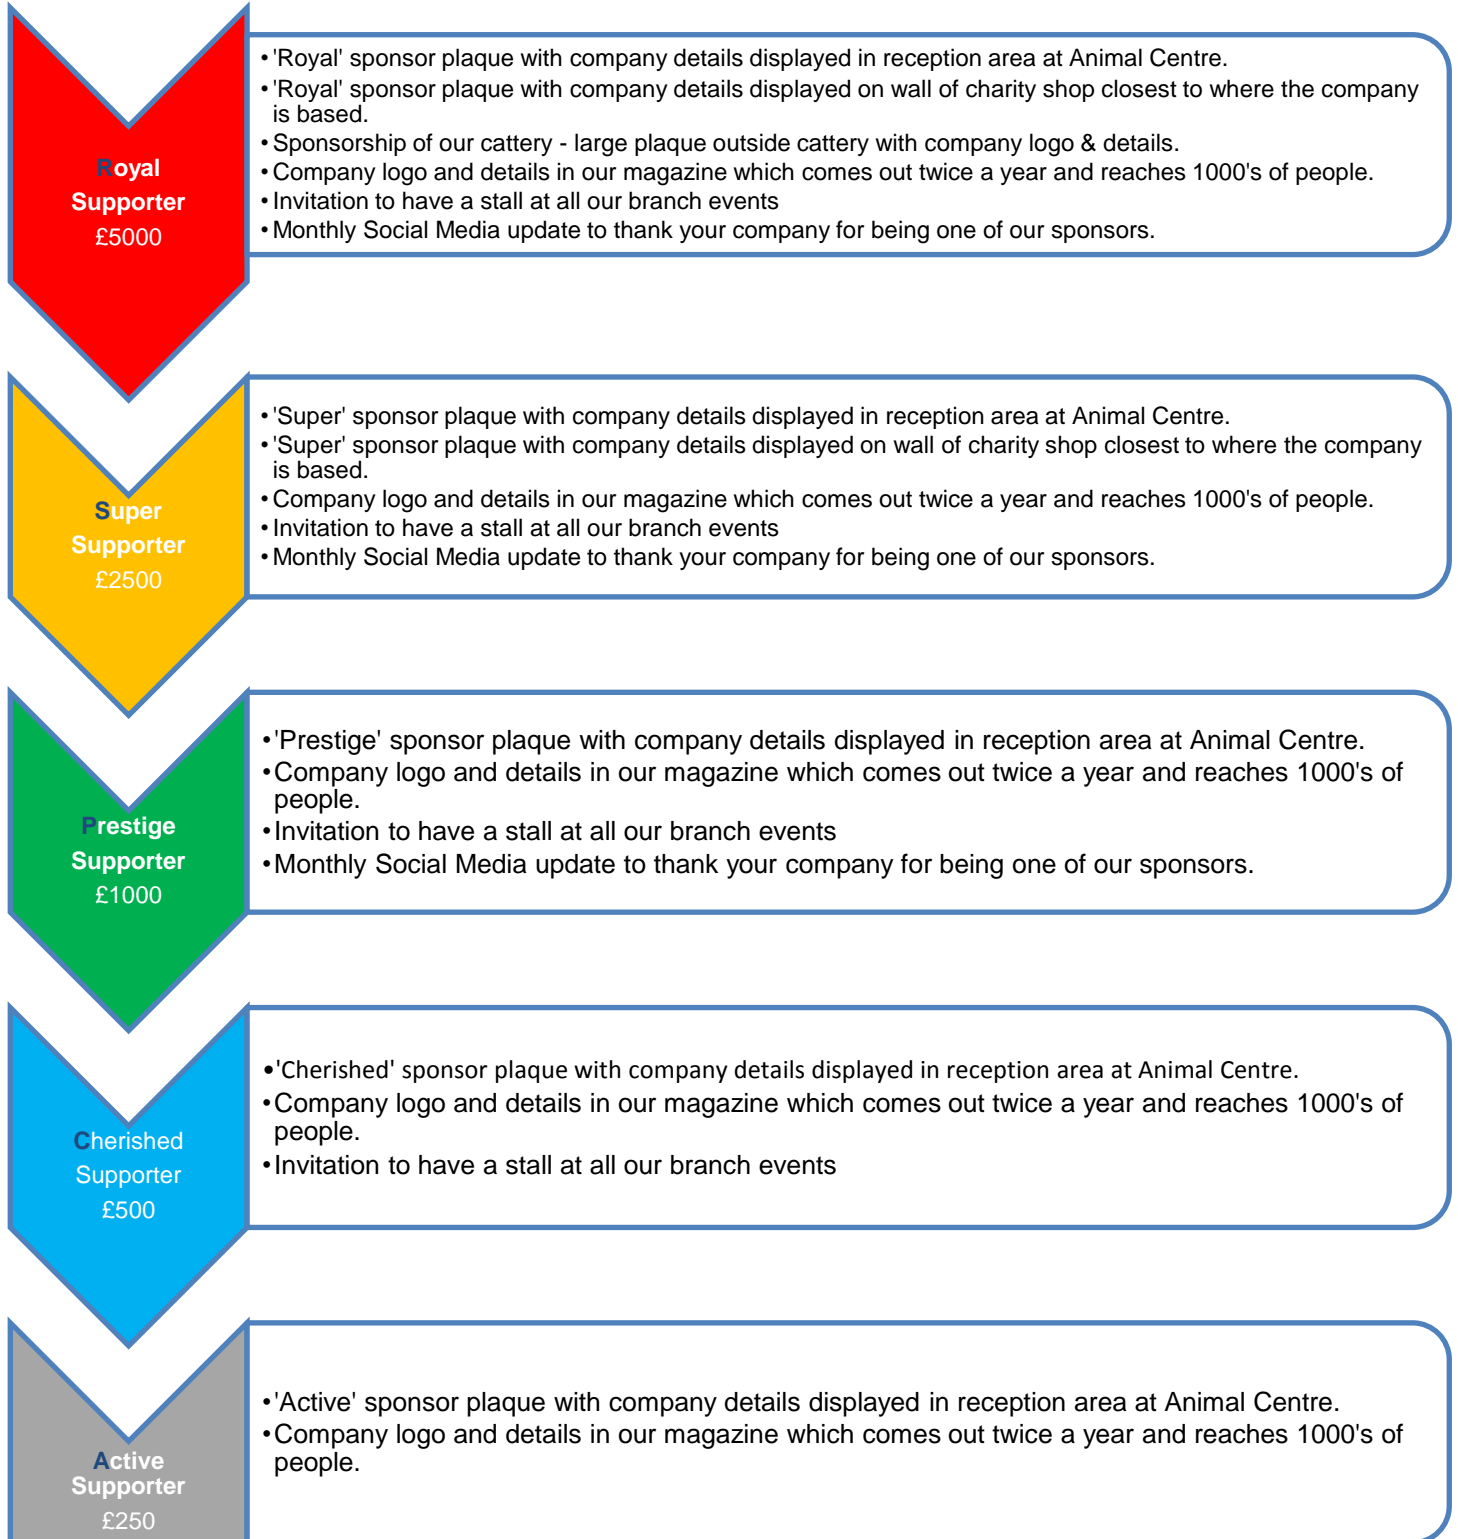 Royal
Supporter
£5000
•'Royal' sponsor plaque with company details displayed in reception area at Animal Centre.
•'Royal' sponsor plaque with company details displayed on wall of charity shop closest to where the company
is based.
•Sponsorship of our cattery - large plaque outside cattery with company logo & details.
•Company logo and details in our magazine which comes out twice a year and reaches 1000's of people.
•Invitation to have a stall at all our branch events
•Monthly Social Media update to thank your company for being one of our sponsors.
Super
Supporter
£2500
•'Super' sponsor plaque with company details displayed in reception area at Animal Centre.
•'Super' sponsor plaque with company details displayed on wall of charity shop closest to where the company
is based.
•Company logo and details in our magazine which comes out twice a year and reaches 1000's of people.
•Invitation to have a stall at all our branch events
•Monthly Social Media update to thank your company for being one of our sponsors.
Prestige
Supporter
£1000
•'Prestige' sponsor plaque with company details displayed in reception area at Animal Centre.
•Company logo and details in our magazine which comes out twice a year and reaches 1000's of
people.
•Invitation to have a stall at all our branch events
•Monthly Social Media update to thank your company for being one of our sponsors.
Cherished
Supporter
£500
•'Cherished' sponsor plaque with company details displayed in reception area at Animal Centre.
•Company logo and details in our magazine which comes out twice a year and reaches 1000's of
people.
•Invitation to have a stall at all our branch events
Active
Supporter
£250
•'Active' sponsor plaque with company details displayed in reception area at Animal Centre.
•Company logo and details in our magazine which comes out twice a year and reaches 1000's of
people.